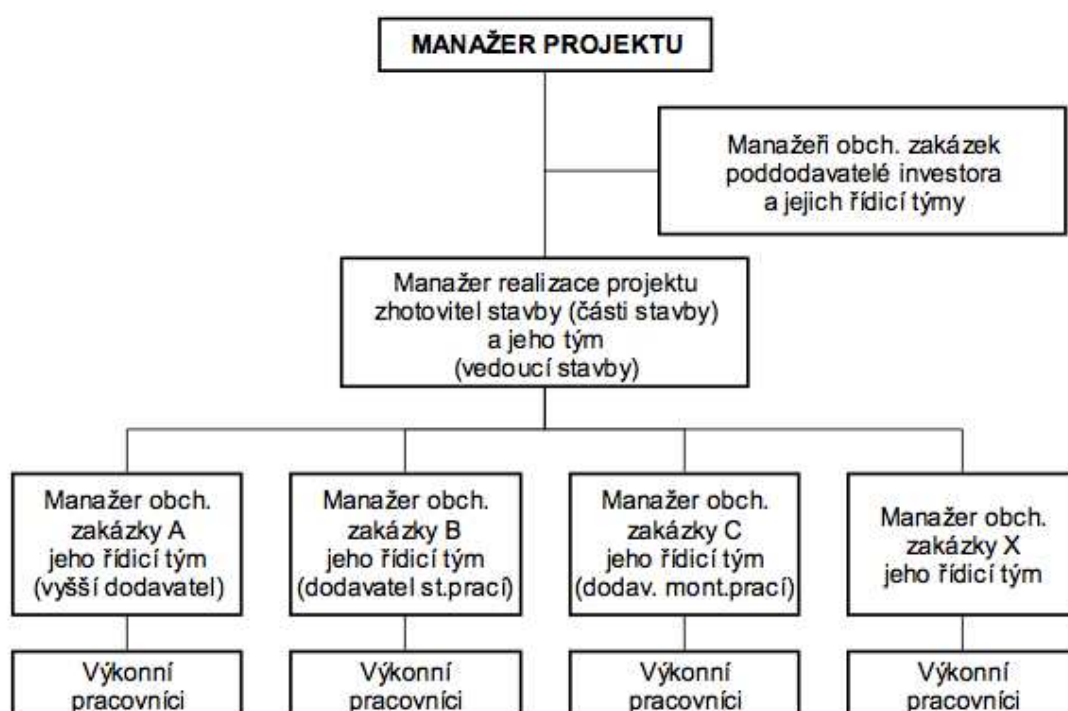 MANAŽER PROJEKTU
Manažeři obch. zakázek
poddodavatelé investora
a jejich řídicí týmy
Manažer realizace projektu
zhotovitel stavby (části stavby)
a jeho tým
(vedoucí stavby)
Manažer obch.
zakázky A
jeho řídicí tým
(vyšší dodavatel)
Manažer obch.
zakázky B
jeho řídicí tým
(dodavatel st.prací)
Manažer obch.
zakázky C
jeho řídicí tým
(dodav. mont.prací)
Manažer obch.
zakázky X
jeho řídicí tým
Výkonní
pracovníci
Výkonní
pracovníci
Výkonní
pracovníci
Výkonní
pracovníci